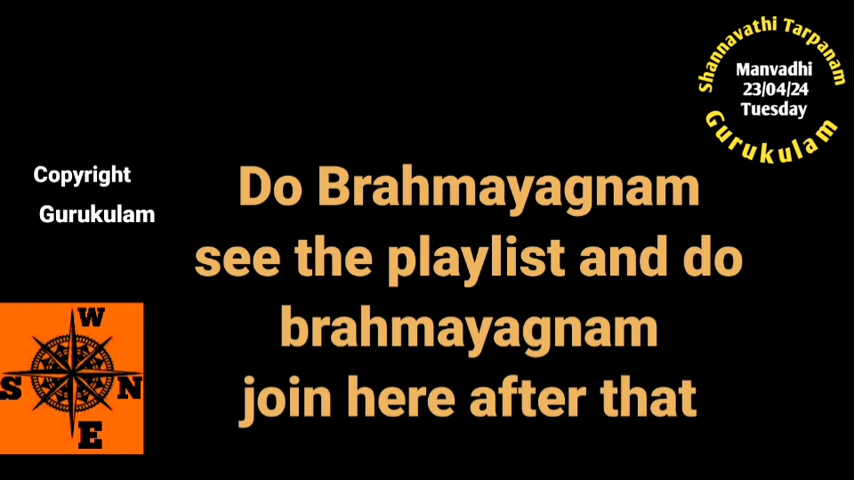 Shannavathi Tarpanam
Manvadhi
23/04/24
Tuesday
Gurukulam
Copyright
Gurukulam
Do Brahmayagnam
see the playlist and do
brahmayagnam
join here after that
W
S N
E